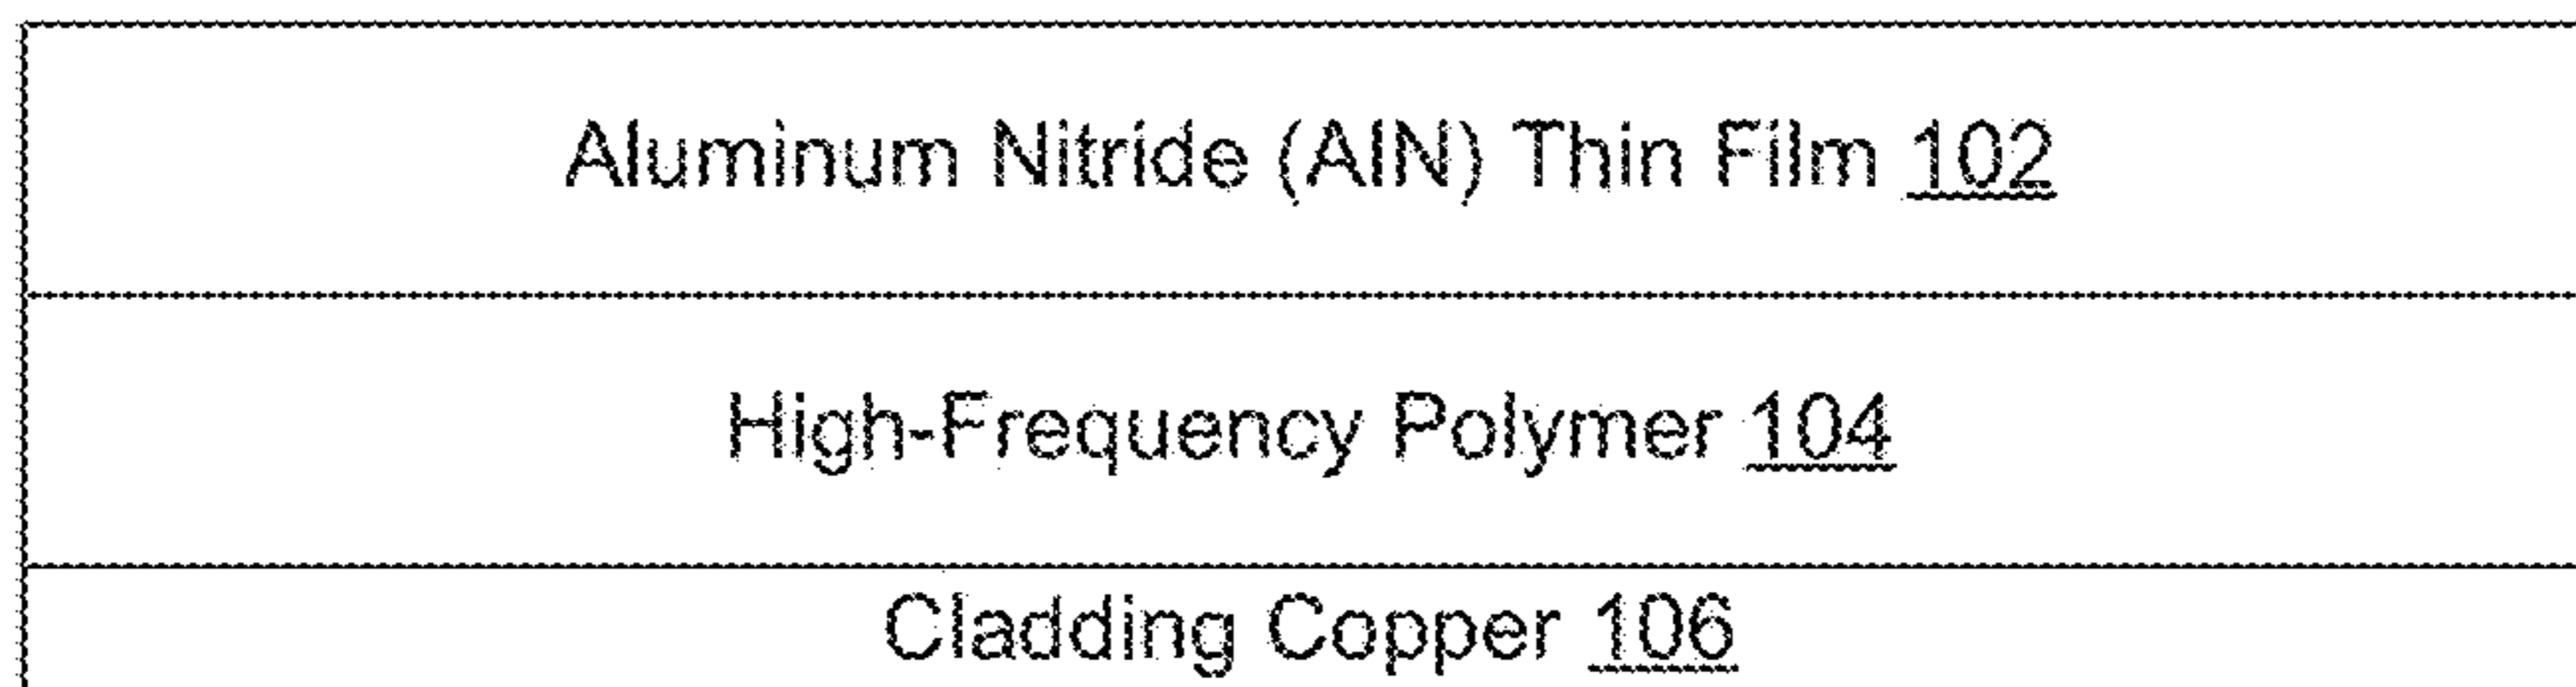 Aluminum Nitride (AlN) Thin Film 102
High-Frequency Polymer 104
Cladding Copper 106